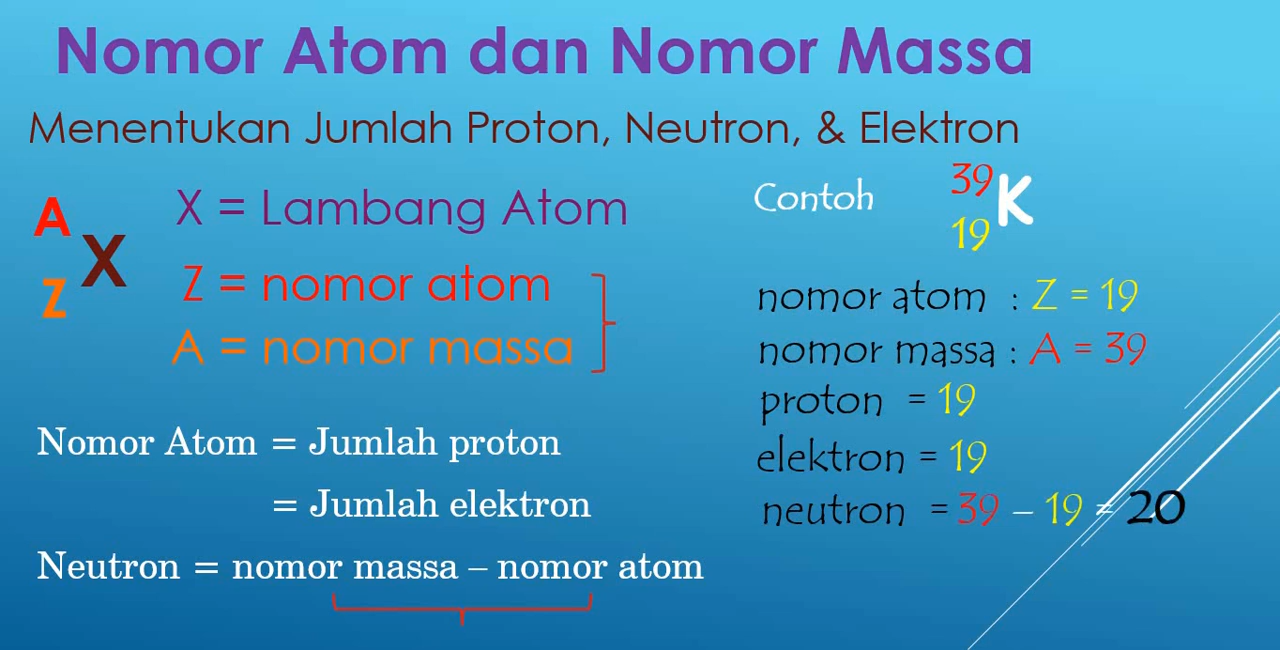 Nomor Atom dan Nomor Massa
Menentukan Jumlah Proton, Neutron, & Elektron
A
Z
X
X = Lambang Atom
Z = nomor atom
A = nomor massa
Nomor Atom = Jumlah proton
= Jumlah elektron
Neutron = nomor massa – nomor atom
Contoh
39
19
K
nomor atom : Z = 19
nomor massa : A = 39
proton = 19
elektron = 19
neutron = 39 – 19 = 20